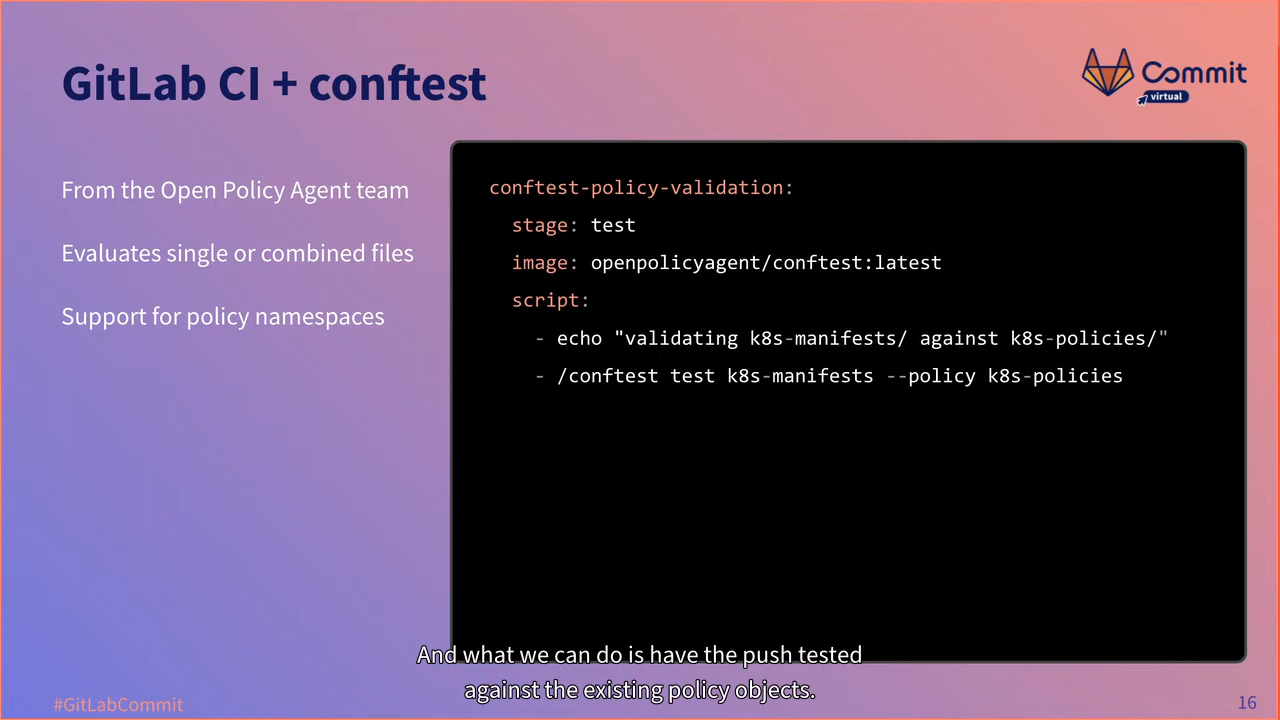 GitLab CI + conftest
Commit
virtual
From the Open Policy Agent team
Evaluates single or combined files
Support for policy namespaces
conftest-policy-validation:
  stage: test
  image: openpolicyagent/conftest:latest
  script:
    - echo "validating k8s-manifests/ against k8s-policies/"
    - /conftest test k8s-manifests --policy k8s-policies
And what we can do is have the push tested
against the existing policy objects.
#GitLabCommit
16